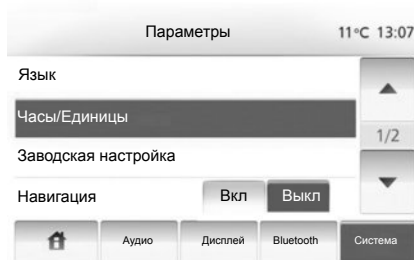 Параметры 11°C 13:07
Язык
Часы/Единицы
1/2
Заводская настройка
Навигация Вкл Выкл
Аудио Дисплей Bluetooth Система